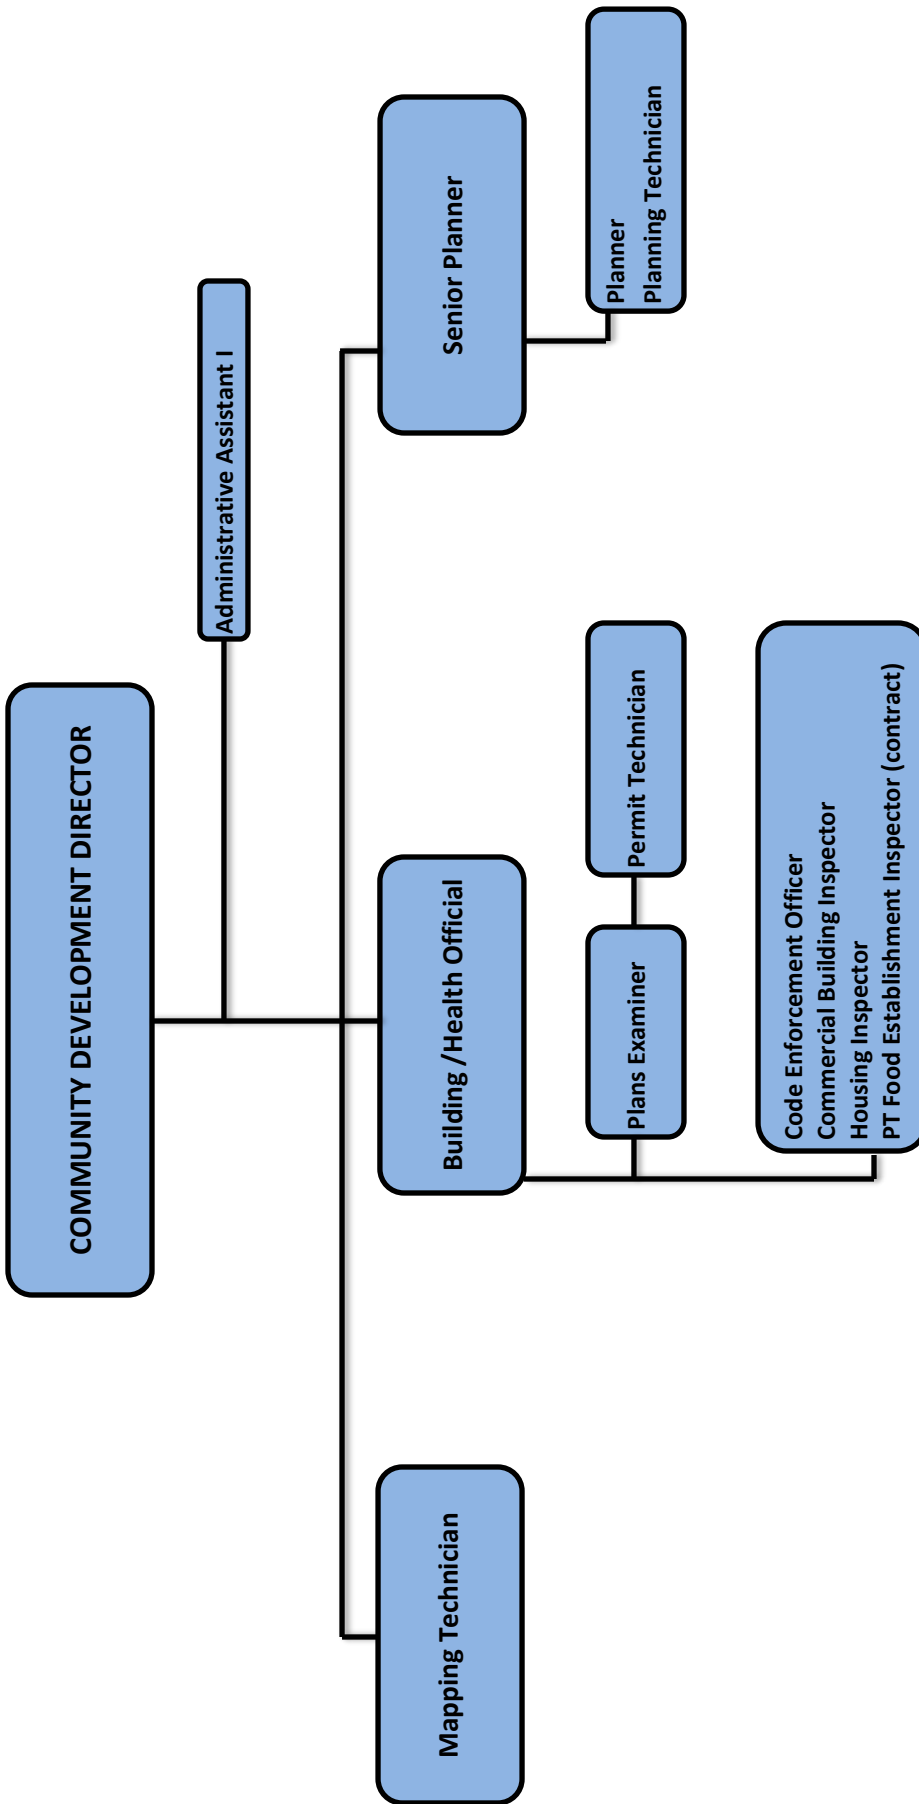 COMMUNITY DEVELOPMENT DIRECTOR
Administrative Assistant I
Mapping Technician
Building /Health Official
Senior Planner
Plans Examiner
Permit Technician
Planner
Planning Technician
Code Enforcement Officer
Commercial Building Inspector
Housing Inspector
PT Food Establishment Inspector (contract)